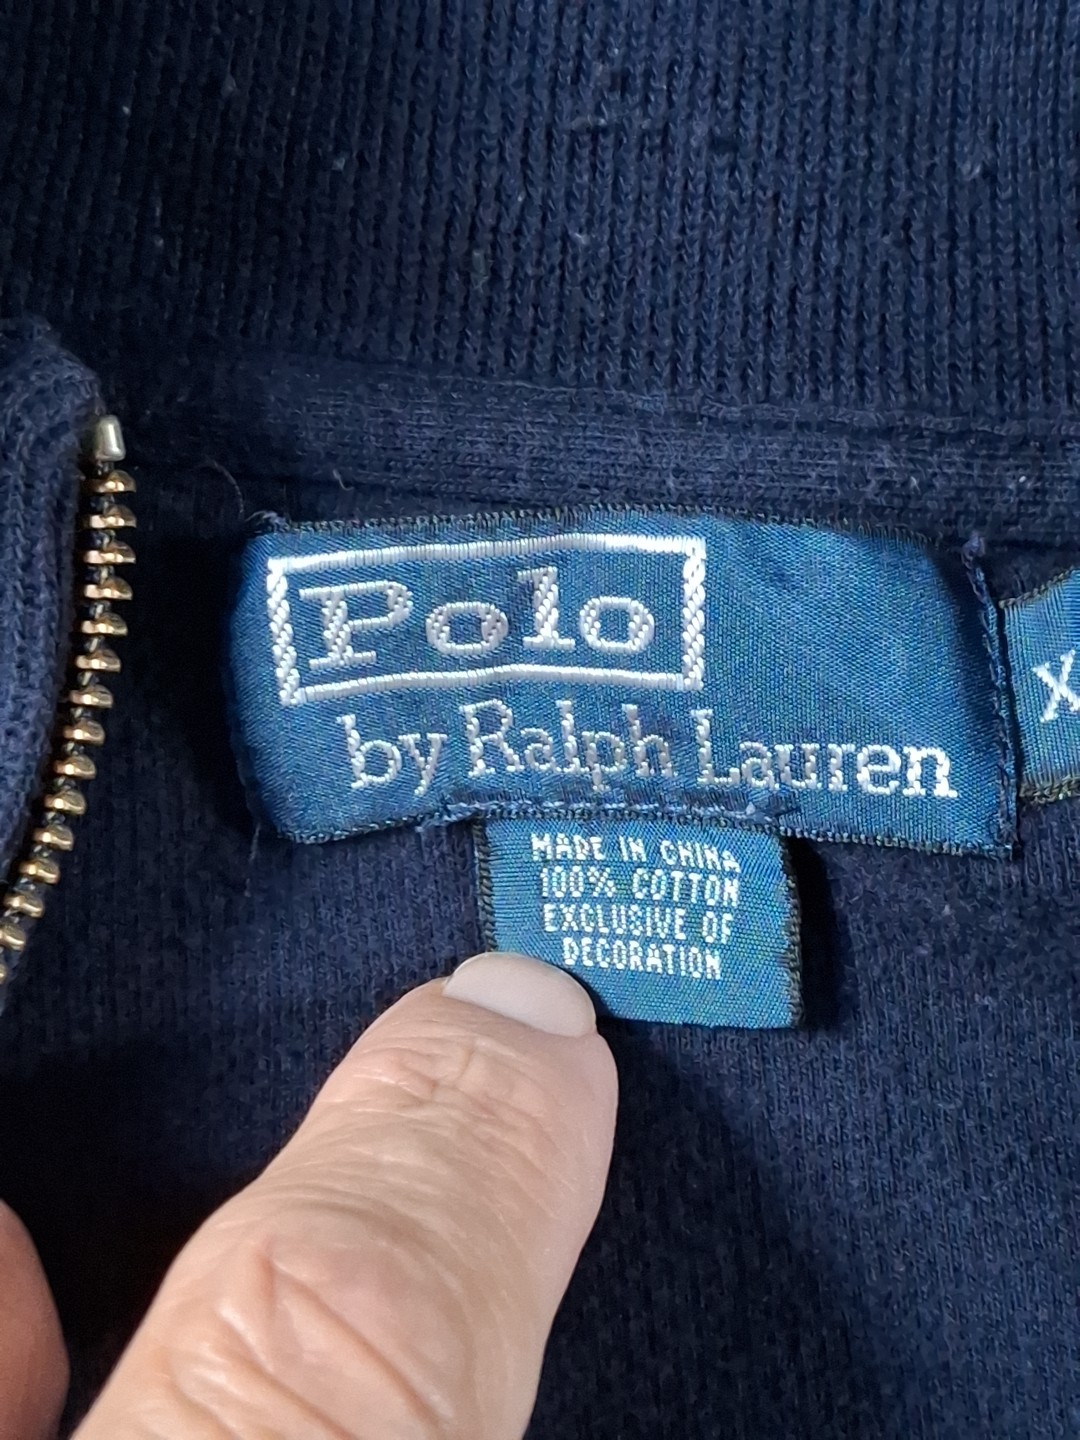 Polo
by Ralph Lauren
X
MADE IN CHINA
100% COTTON
EXCLUSIVE OF
DECORATION